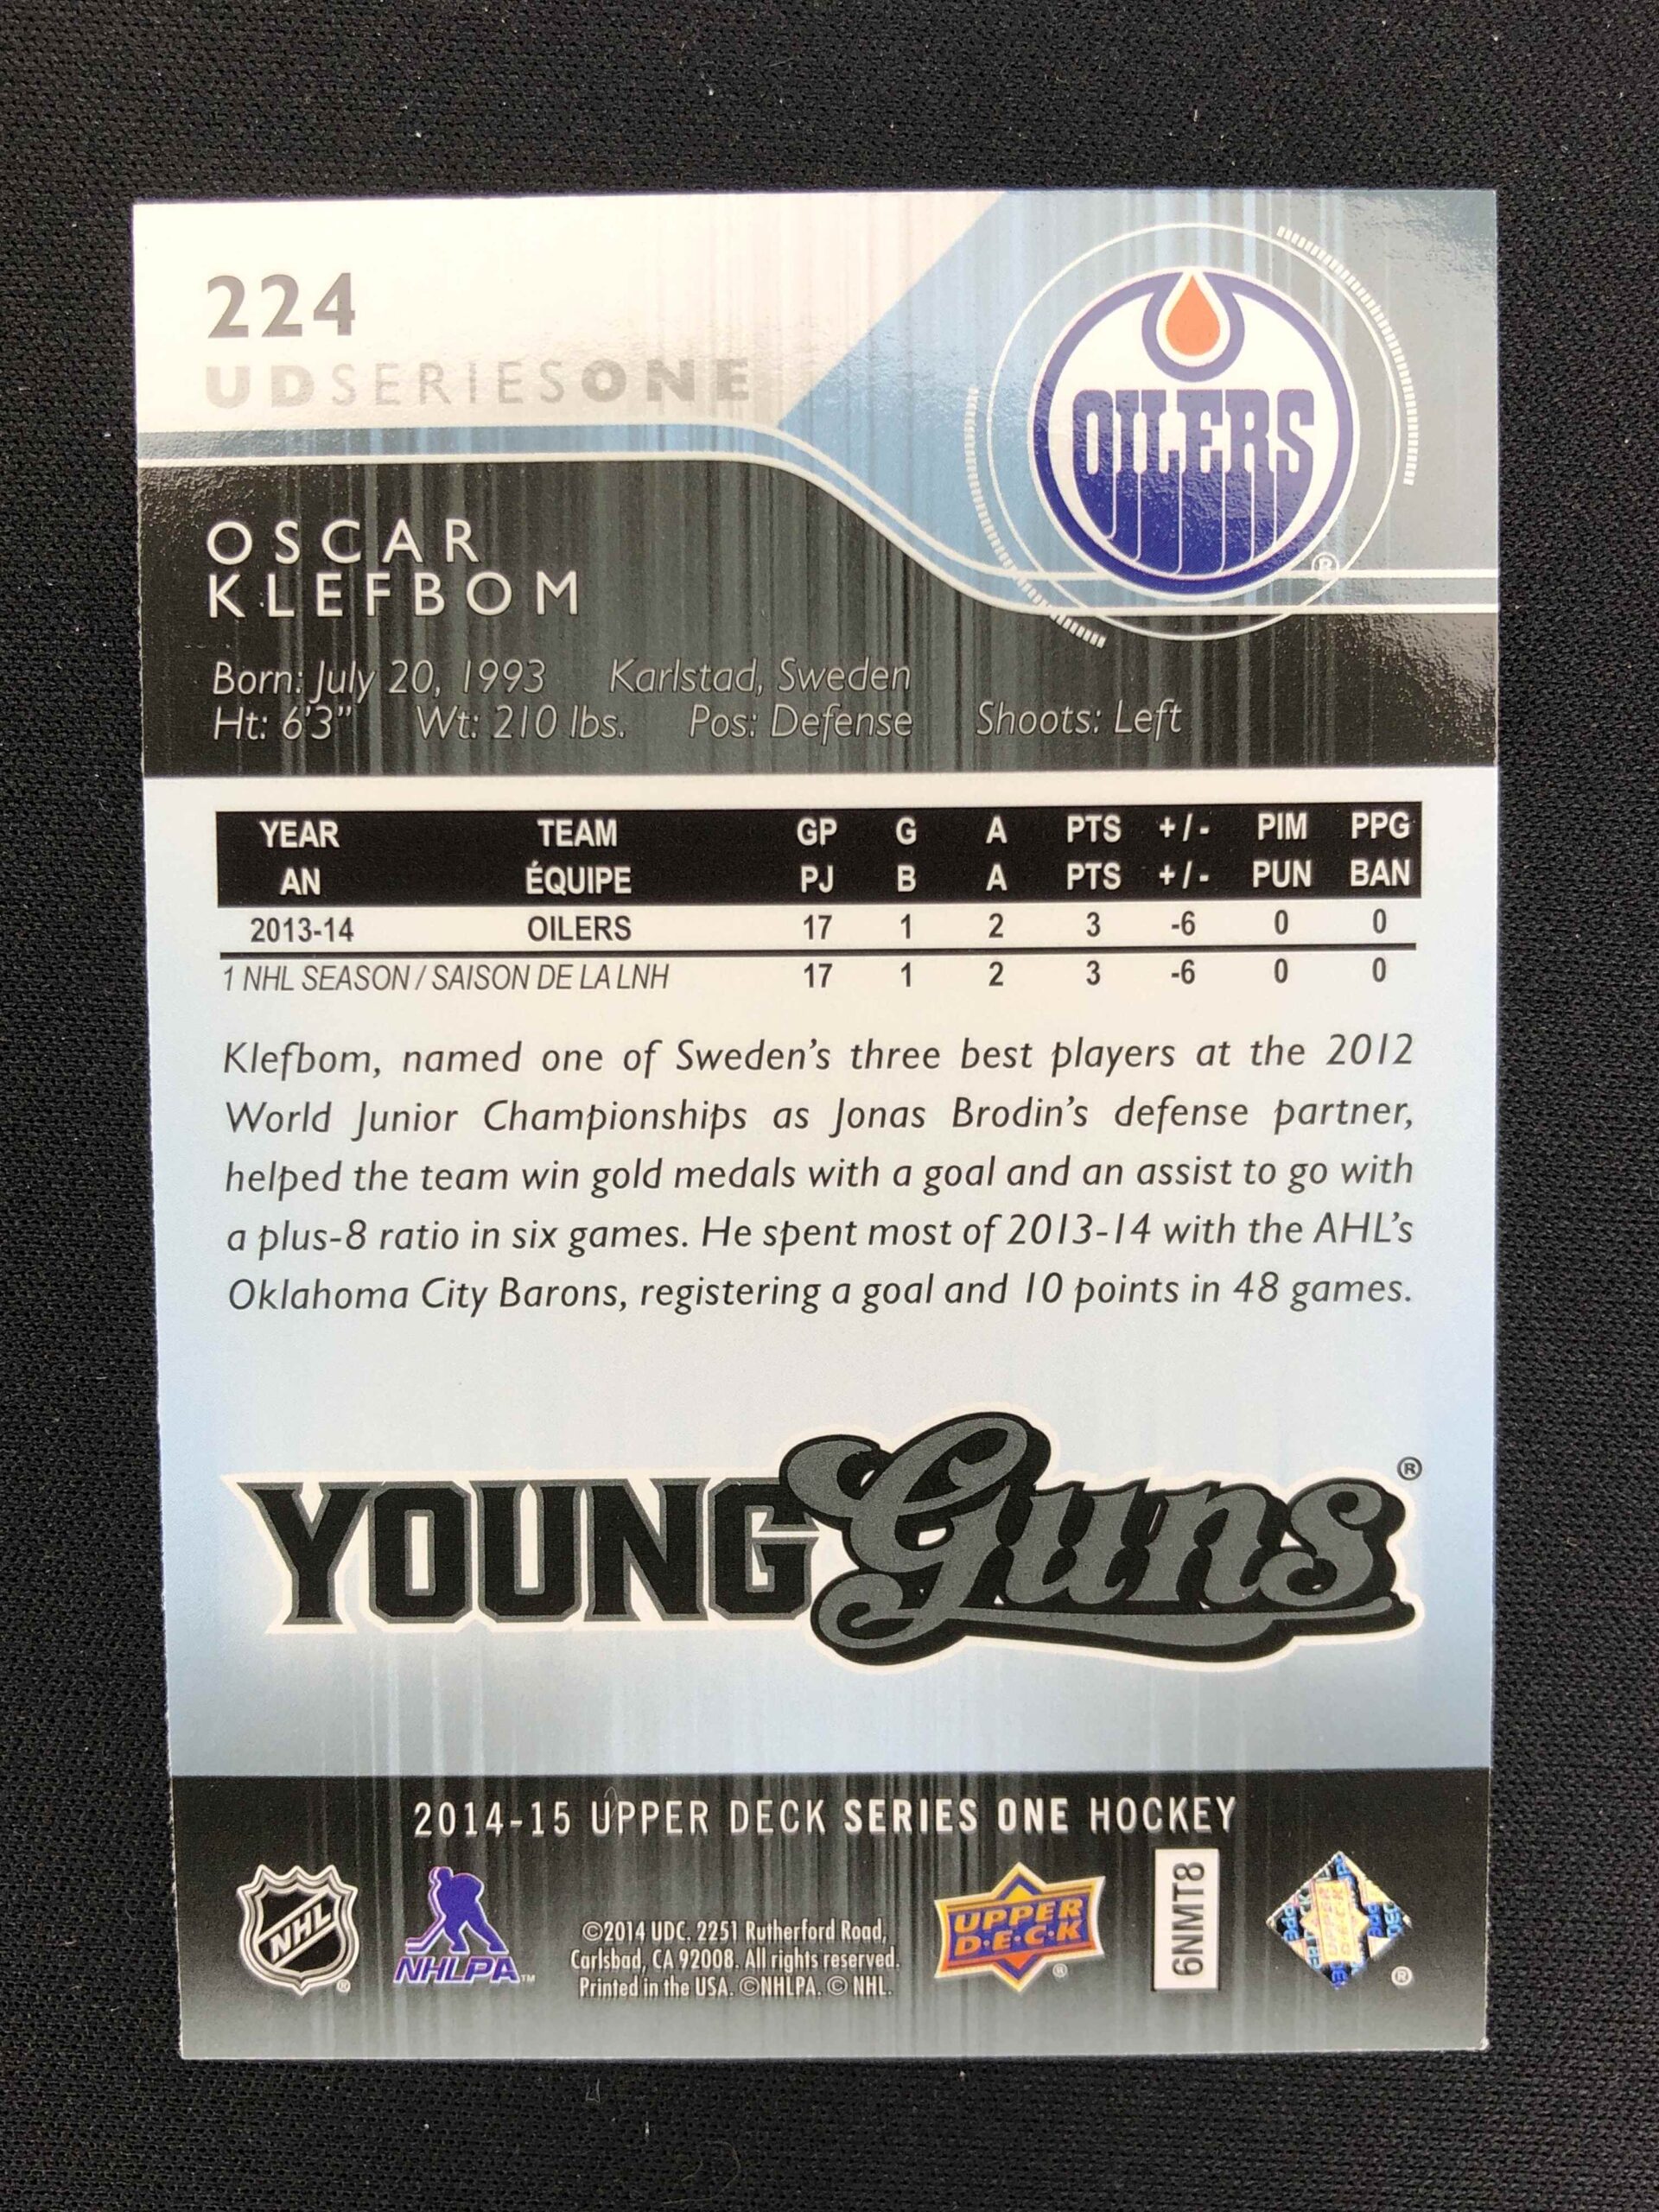 224
UDSERIESONE
OILERS
®
OSCAR
KLEFBOM
Born: July 20, 1993 Karlstad, Sweden
Ht: 6'3” Wt: 210 lbs. Pos: Defense Shoots: Left
YEAR TEAM GP G A PTS +/- PIM PPG
AN ÉQUIPE PJ B A PTS +/- PUN BAN
2013-14 OILERS 17 1 2 3 -6 0 0
1 NHL SEASON / SAISON DE LA LNH 17 1 2 3 -6 0 0
Klefbom, named one of Sweden's three best players at the 2012
World Junior Championships as Jonas Brodin's defense partner,
helped the team win gold medals with a goal and an assist to go with
a plus-8 ratio in six games. He spent most of 2013-14 with the AHL's
Oklahoma City Barons, registering a goal and 10 points in 48 games.
YOUNG Guns ®
2014-15 UPPER DECK SERIES ONE HOCKEY
NHL ®
NHLPA™
©2014 UDC. 2251 Rutherford Road,
Carlsbad, CA 92008. All rights reserved.
Printed in the USA. ©NHLPA. © NHL.
UPPER
D•E•C•K ®
6NMT8
®